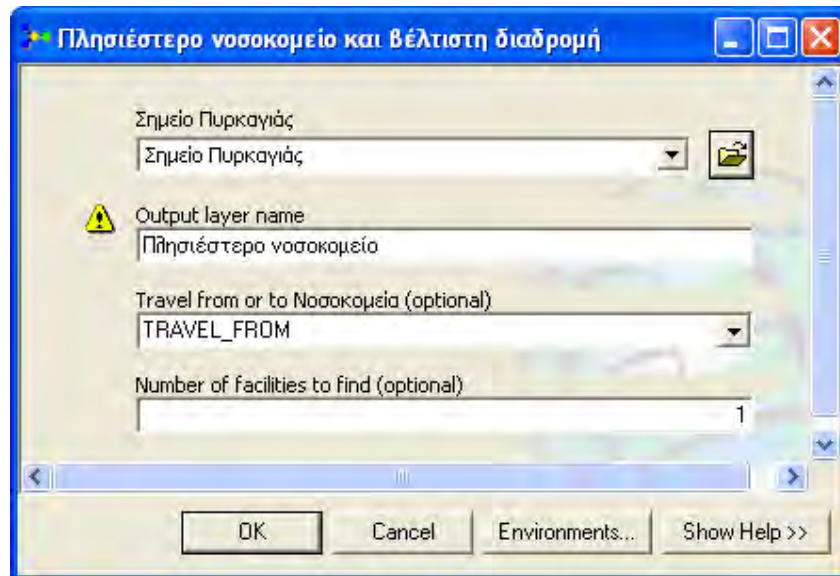 Πλησιέστερο νοσοκομείο και βέλτιστη διαδρομή
Σημείο Πυρκαγιάς
Σημείο Πυρκαγιάς
Output layer name
Πλησιέστερο νοσοκομείο
Travel from or to Νοσοκομεία (optional)
TRAVEL_FROM
Number of facilities to find (optional)
1
OK Cancel Environments... Show Help >>